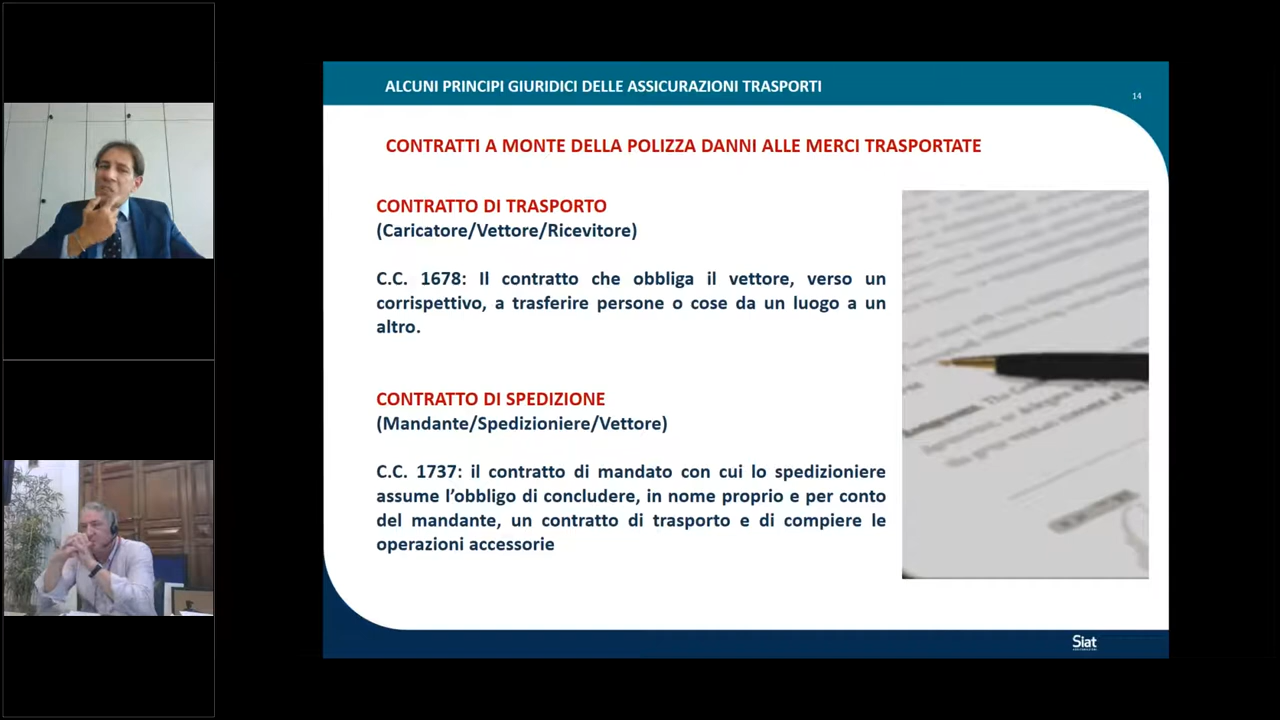 ALCUNI PRINCIPI GIURIDICI DELLE ASSICURAZIONI TRASPORTI
14
CONTRATTI A MONTE DELLA POLIZZA DANNI ALLE MERCI TRASPORTATE
CONTRATTO DI TRASPORTO
(Caricatore/Vettore/Ricevitore)
C.C. 1678: Il contratto che obbliga il vettore, verso un
corrispettivo, a trasferire persone o cose da un luogo a un
altro.
CONTRATTO DI SPEDIZIONE
(Mandante/Spedizioniere/Vettore)
C.C. 1737: il contratto di mandato con cui lo spedizioniere
assume l’obbligo di concludere, in nome proprio e per conto
del mandante, un contratto di trasporto e di compiere le
operazioni accessorie
Siat